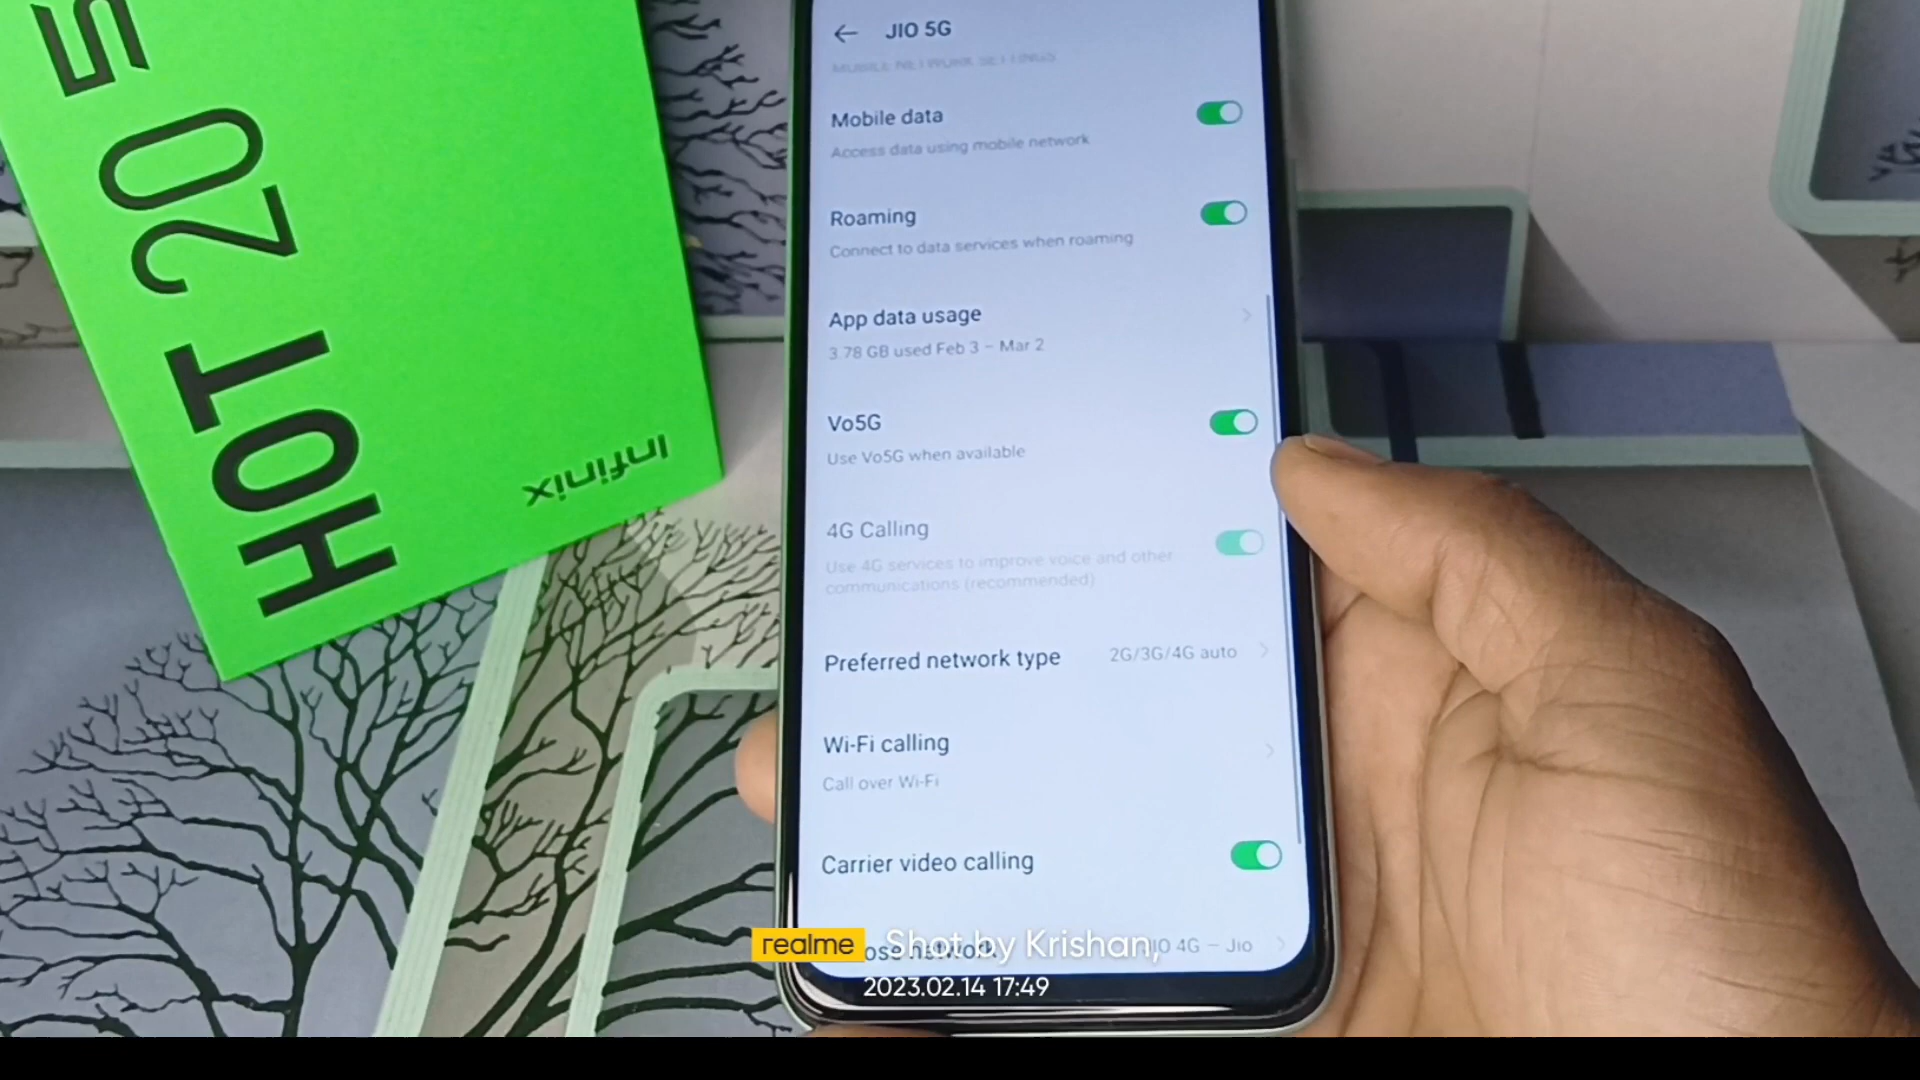 HOT 20 5
Infinix
JIO 5G
MOBILE NETWORK SETTINGS
Mobile data
Access data using mobile network
Roaming
Connect to data services when roaming
App data usage
3.78 GB used Feb 3 – Mar 2
Vo5G
Use Vo5G when available
4G Calling
Use 4G services to improve voice and other
communications (recommended)
Preferred network type 2G/3G/4G auto
Wi-Fi calling
Call over Wi-Fi
Carrier video calling
network 4G – Jio
realme Shot by Krishan,
2023.02.14 17:49